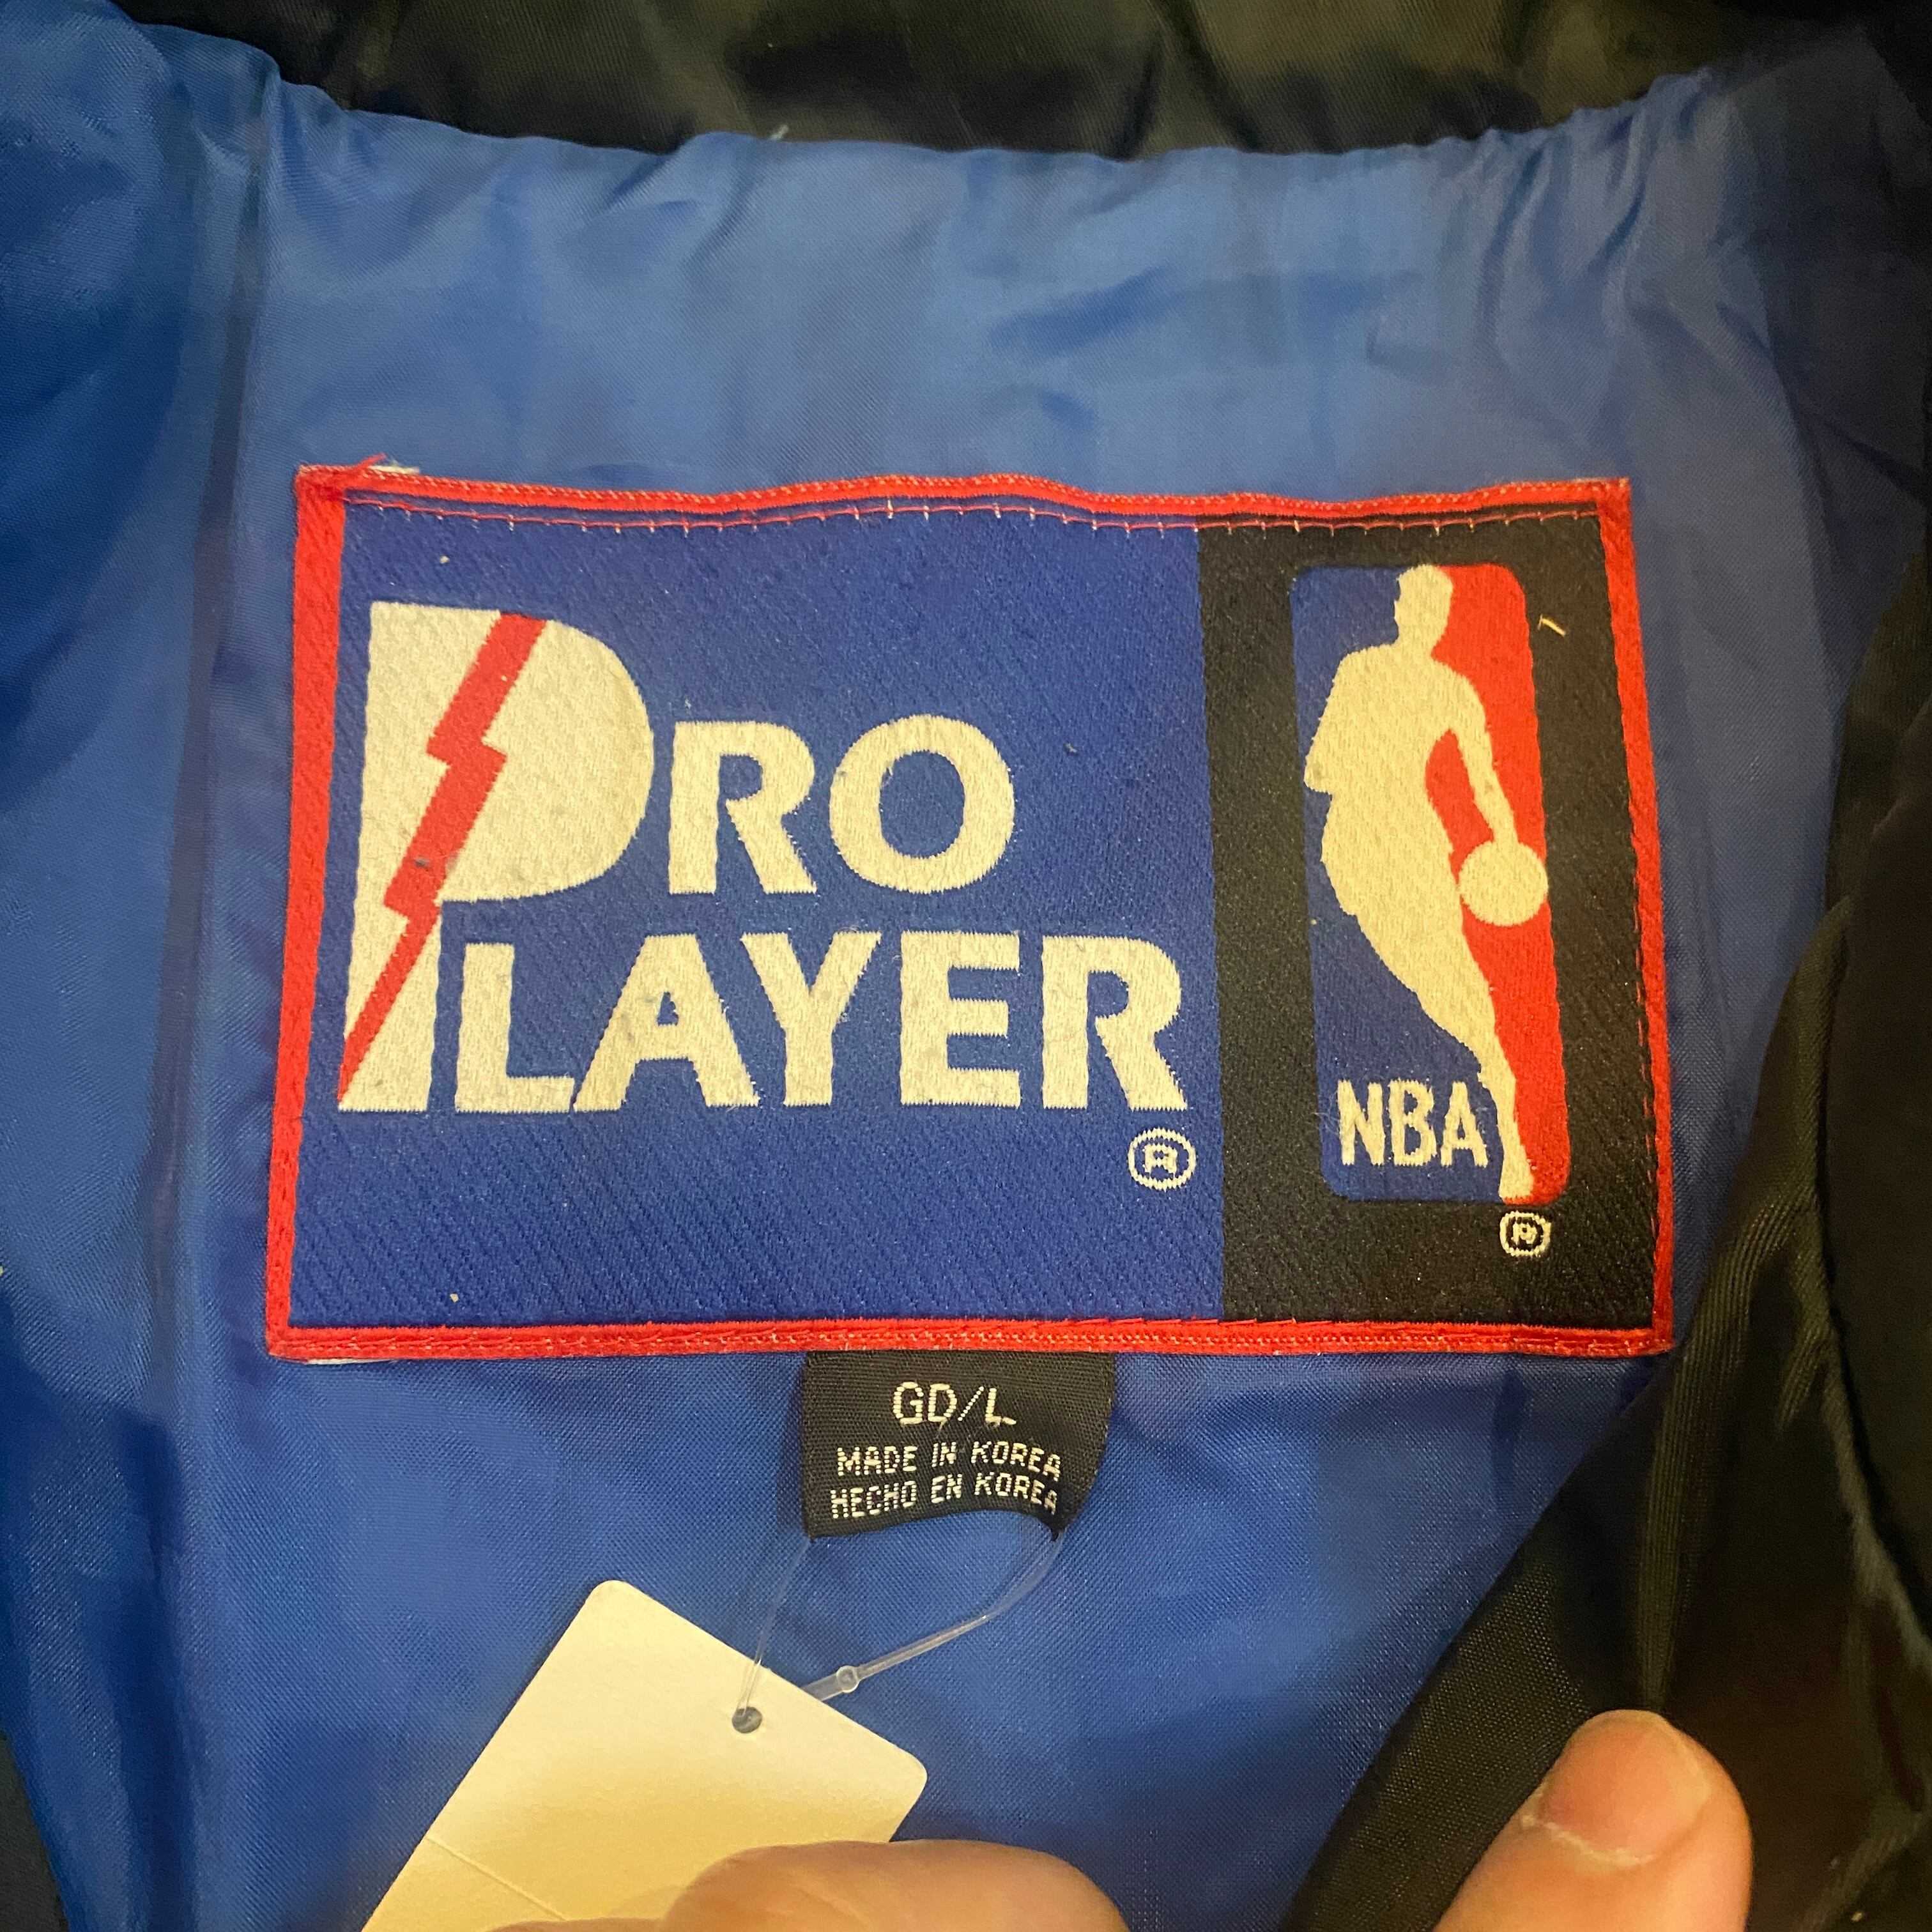 PRO
PLAYER
®
NBA
®
GD/L
MADE IN KOREA
HECHO EN KOREA